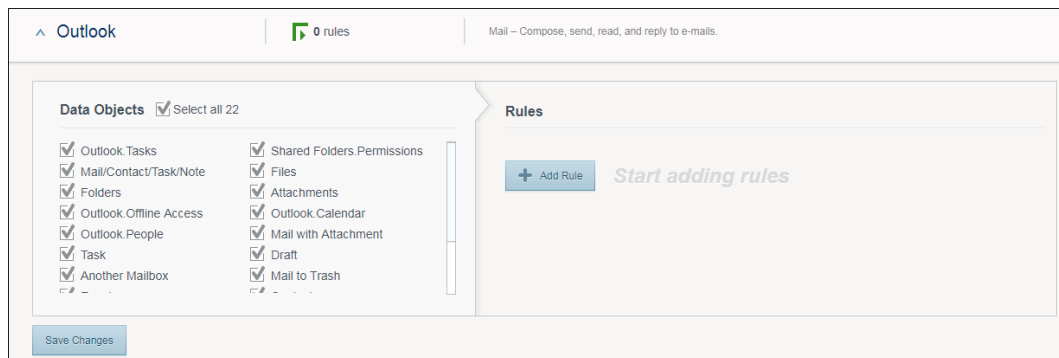 Outlook
0 rules
Mail – Compose, send, read, and reply to e-mails.
Data Objects Select all 22
Outlook.Tasks Shared Folders.Permissions
Mail/Contact/Task/Note Files
Folders Attachments
Outlook.Offline Access Outlook.Calendar
Outlook.People Mail with Attachment
Task Draft
Another Mailbox Mail to Trash
Rules
Add Rule Start adding rules
Save Changes